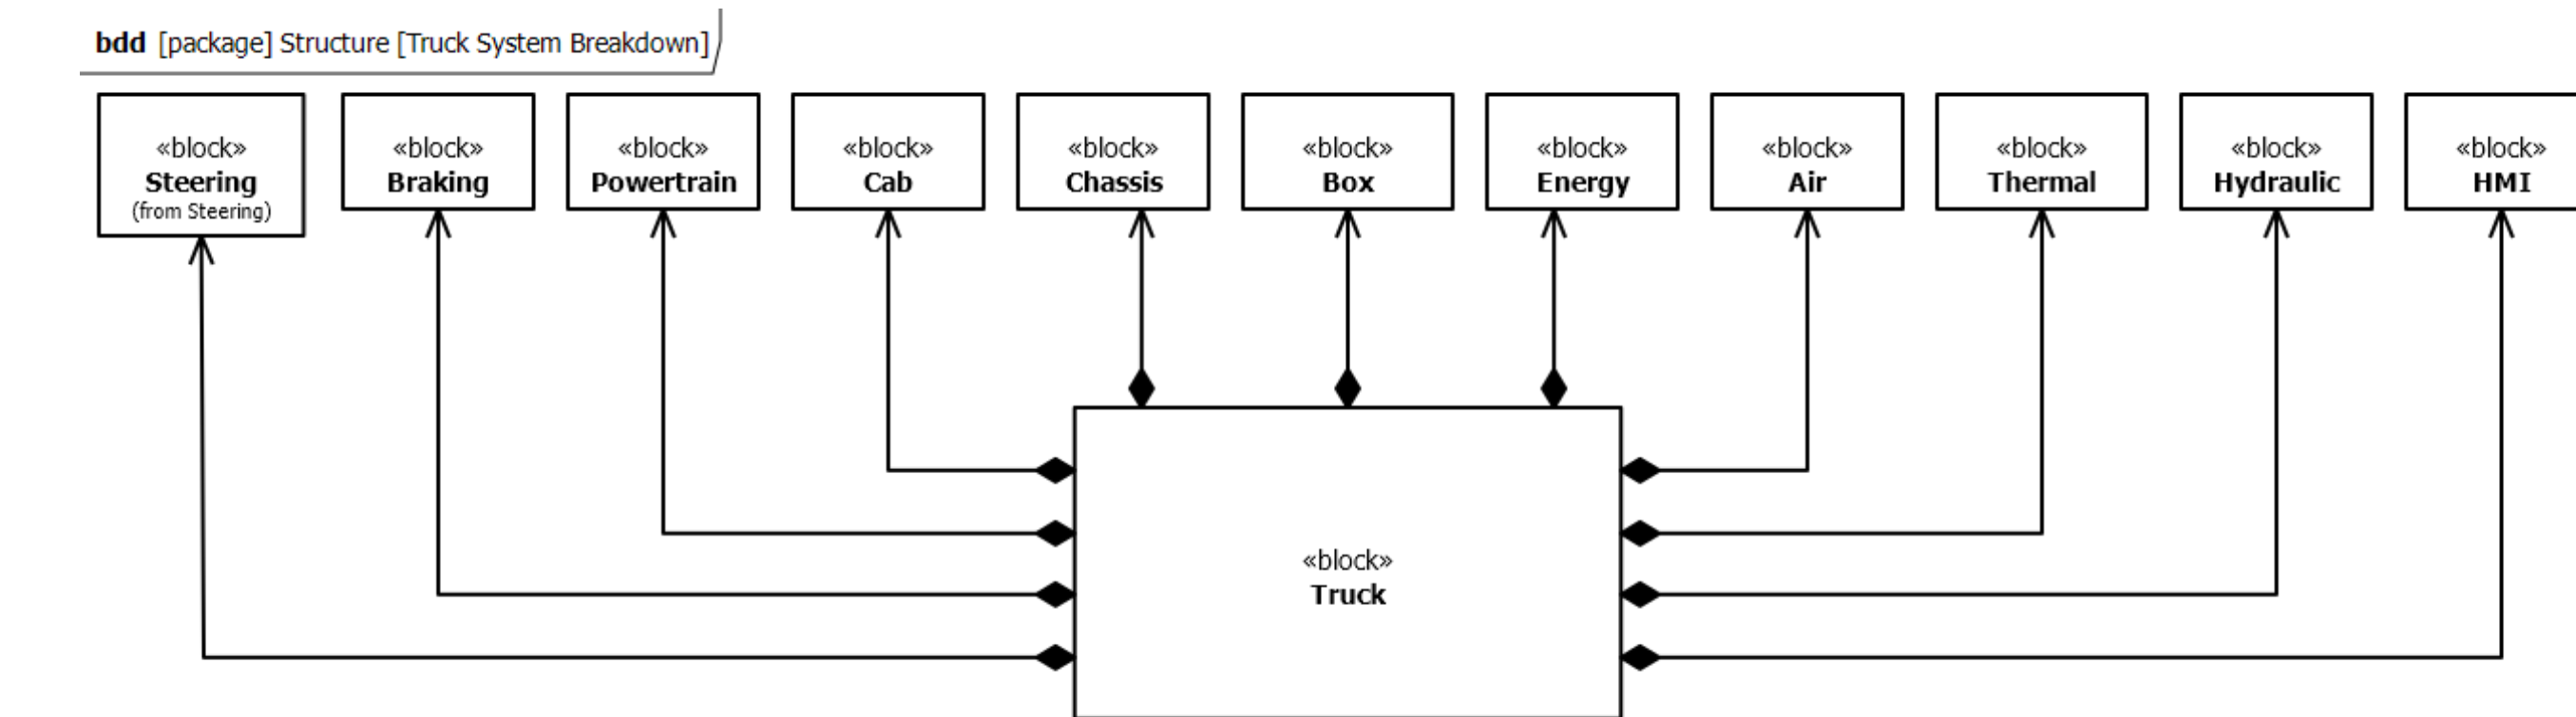 bdd [package] Structure [Truck System Breakdown]
«block»
Steering
(from Steering)
«block»
Braking
«block»
Powertrain
«block»
Cab
«block»
Chassis
«block»
Box
«block»
Energy
«block»
Air
«block»
Thermal
«block»
Hydraulic
«block»
HMI
«block»
Truck